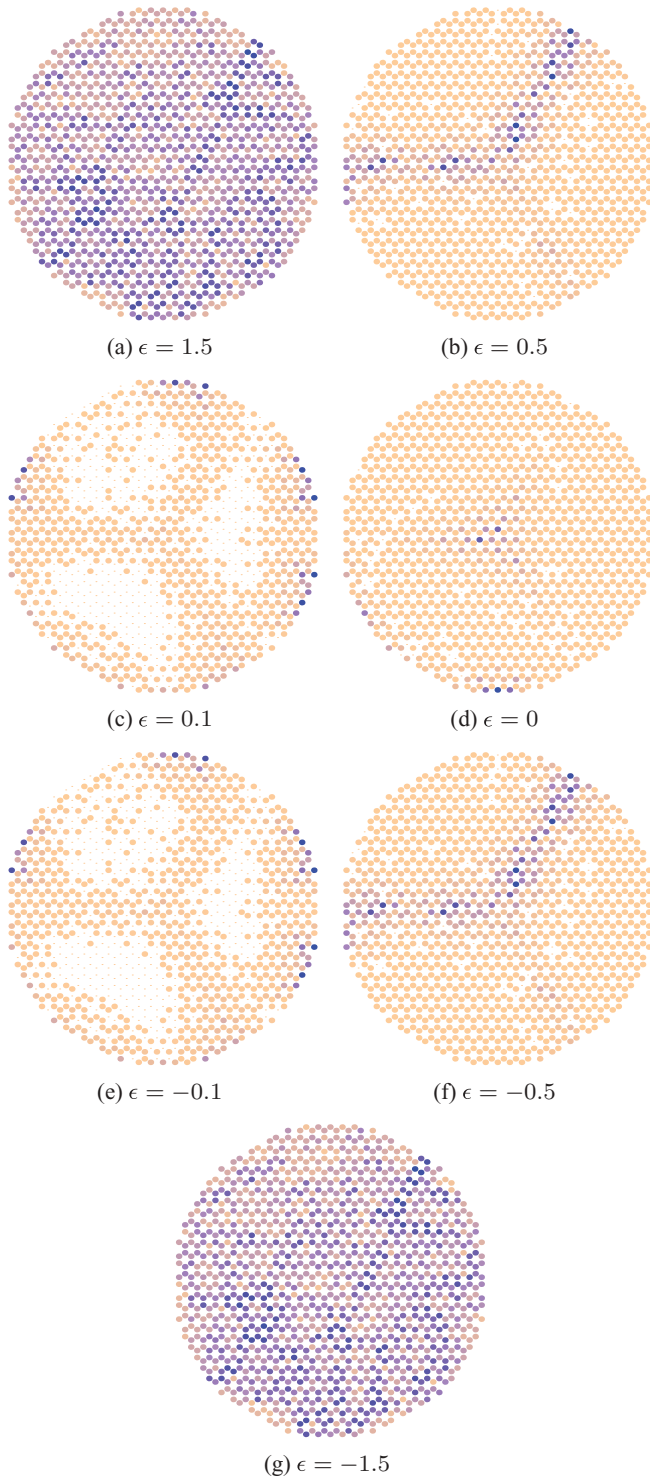 (a) ϵ = 1.5
(b) ϵ = 0.5
(c) ϵ = 0.1
(d) ϵ = 0
(e) ϵ = −0.1
(f) ϵ = −0.5
(g) ϵ = −1.5